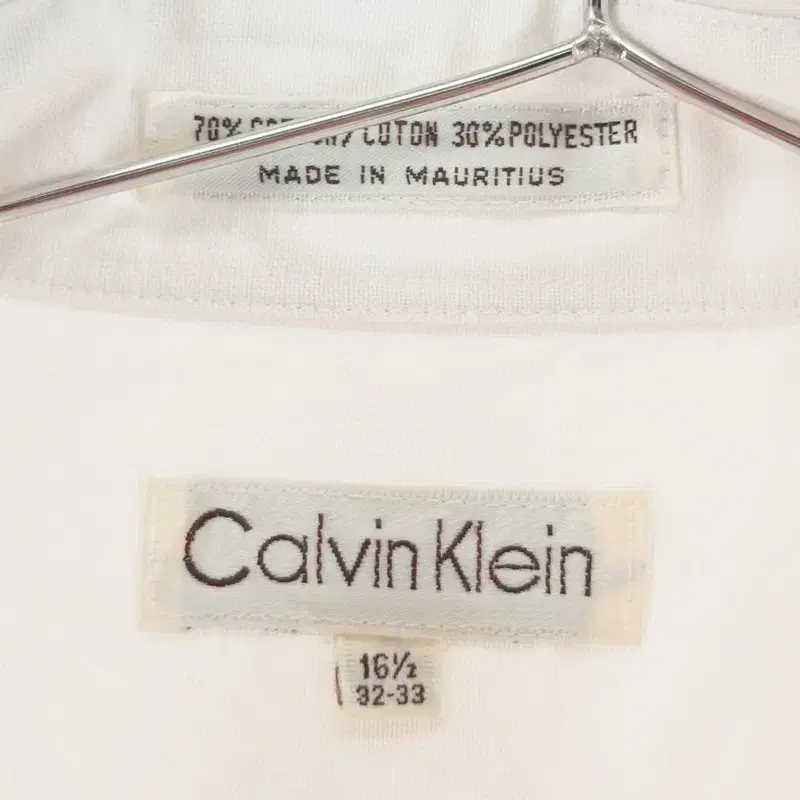 70% COTTON/COTON 30% POLYESTER
MADE IN MAURITIUS
Calvin Klein
16½
32-33